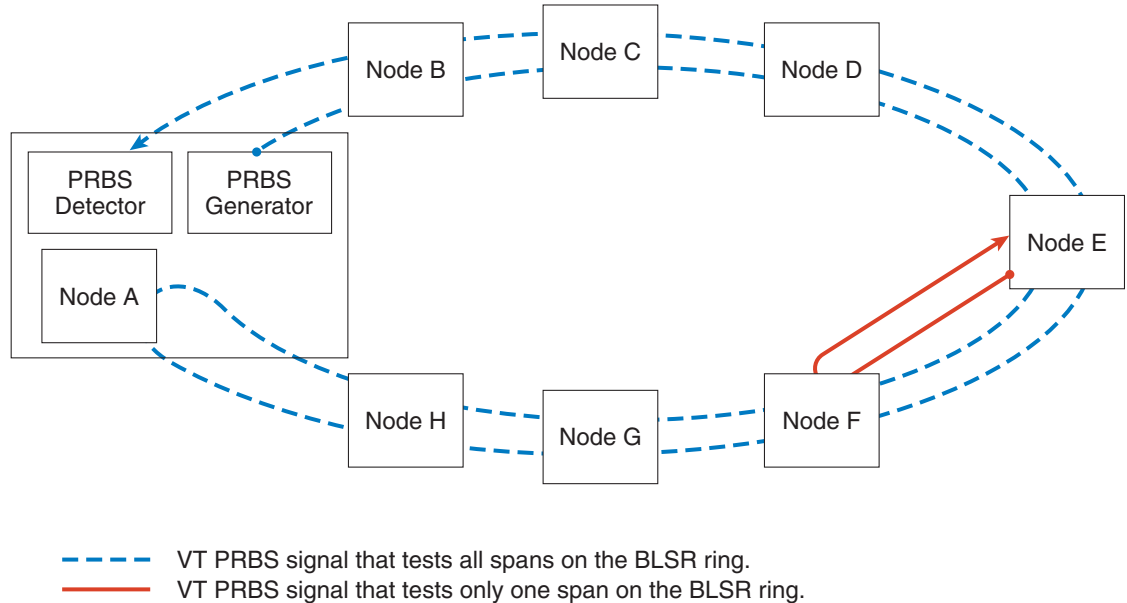 Node C
Node B
Node D
PRBS
Detector
PRBS
Generator
Node E
Node A
Node H
Node G
Node F
VT PRBS signal that tests all spans on the BLSR ring.
VT PRBS signal that tests only one span on the BLSR ring.